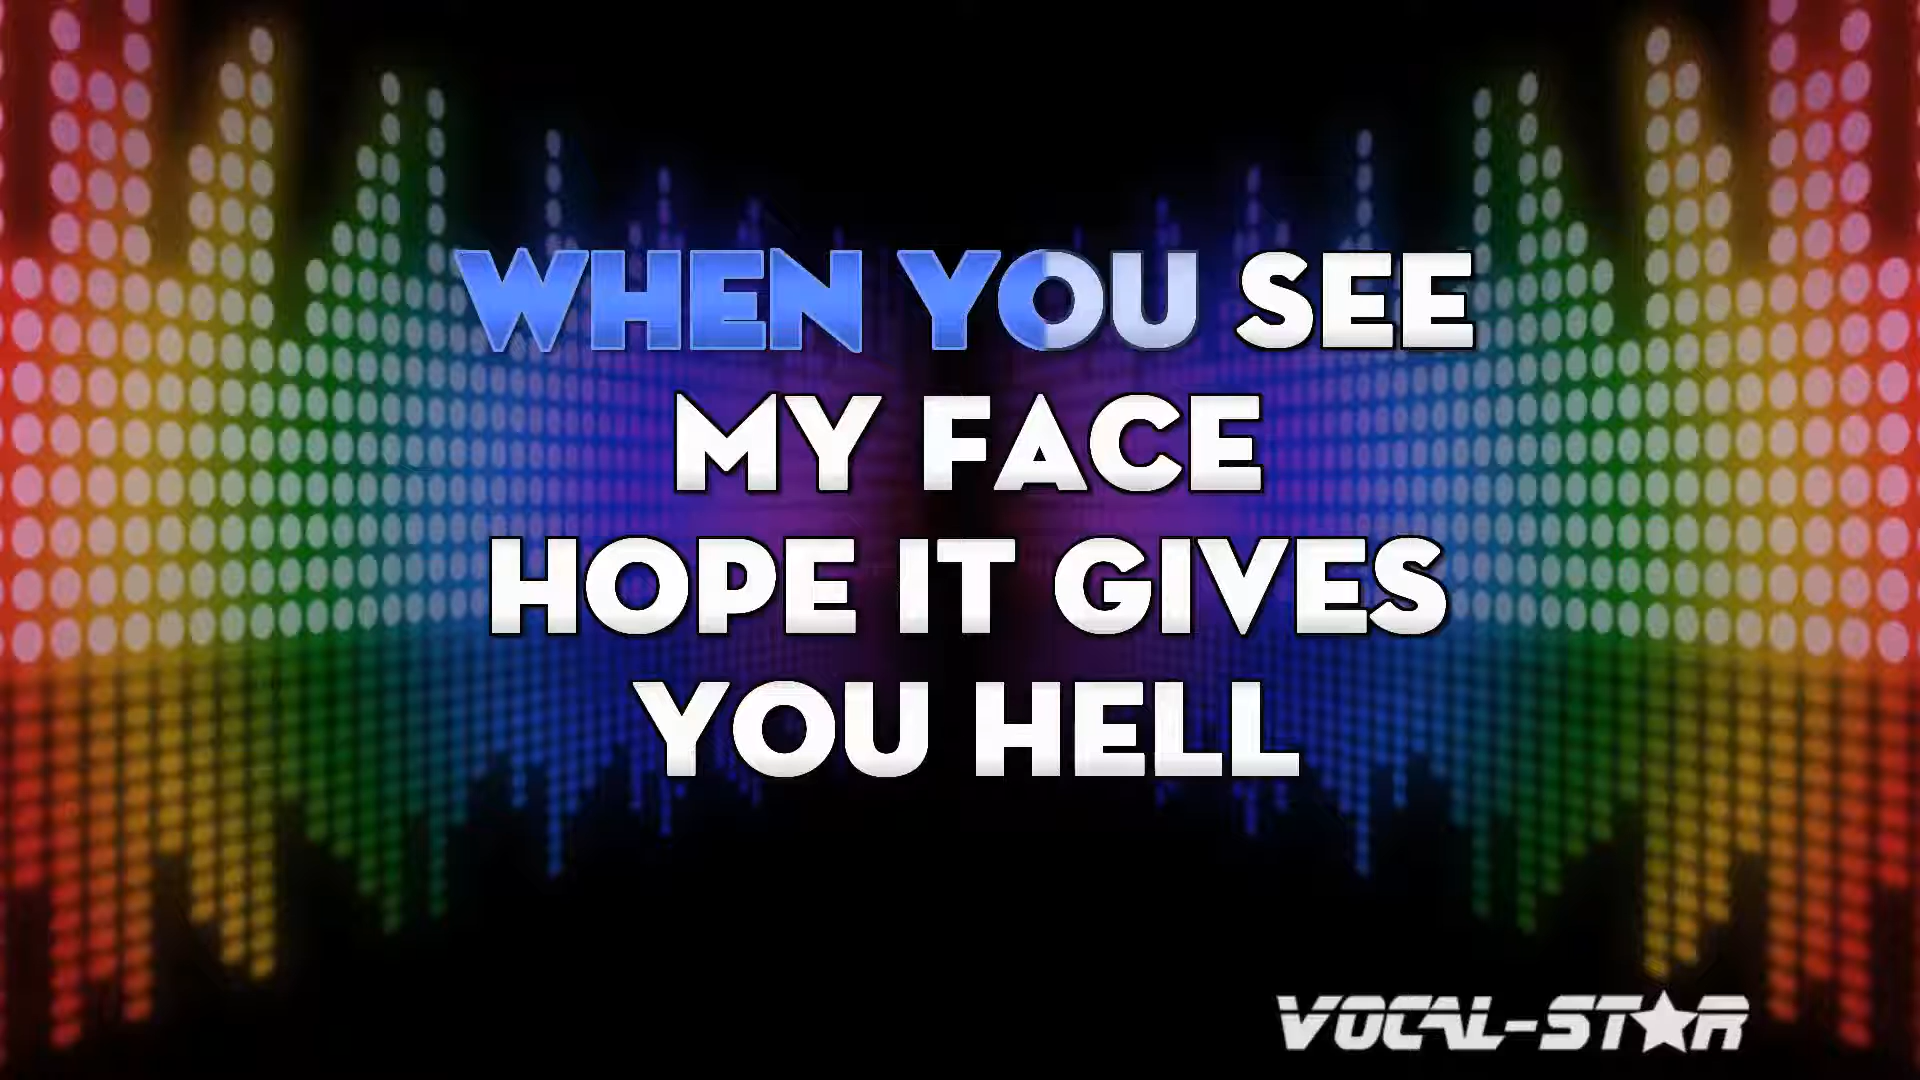 WHEN YOU SEE
MY FACE
HOPE IT GIVES
YOU HELL
VOCAL-STAR